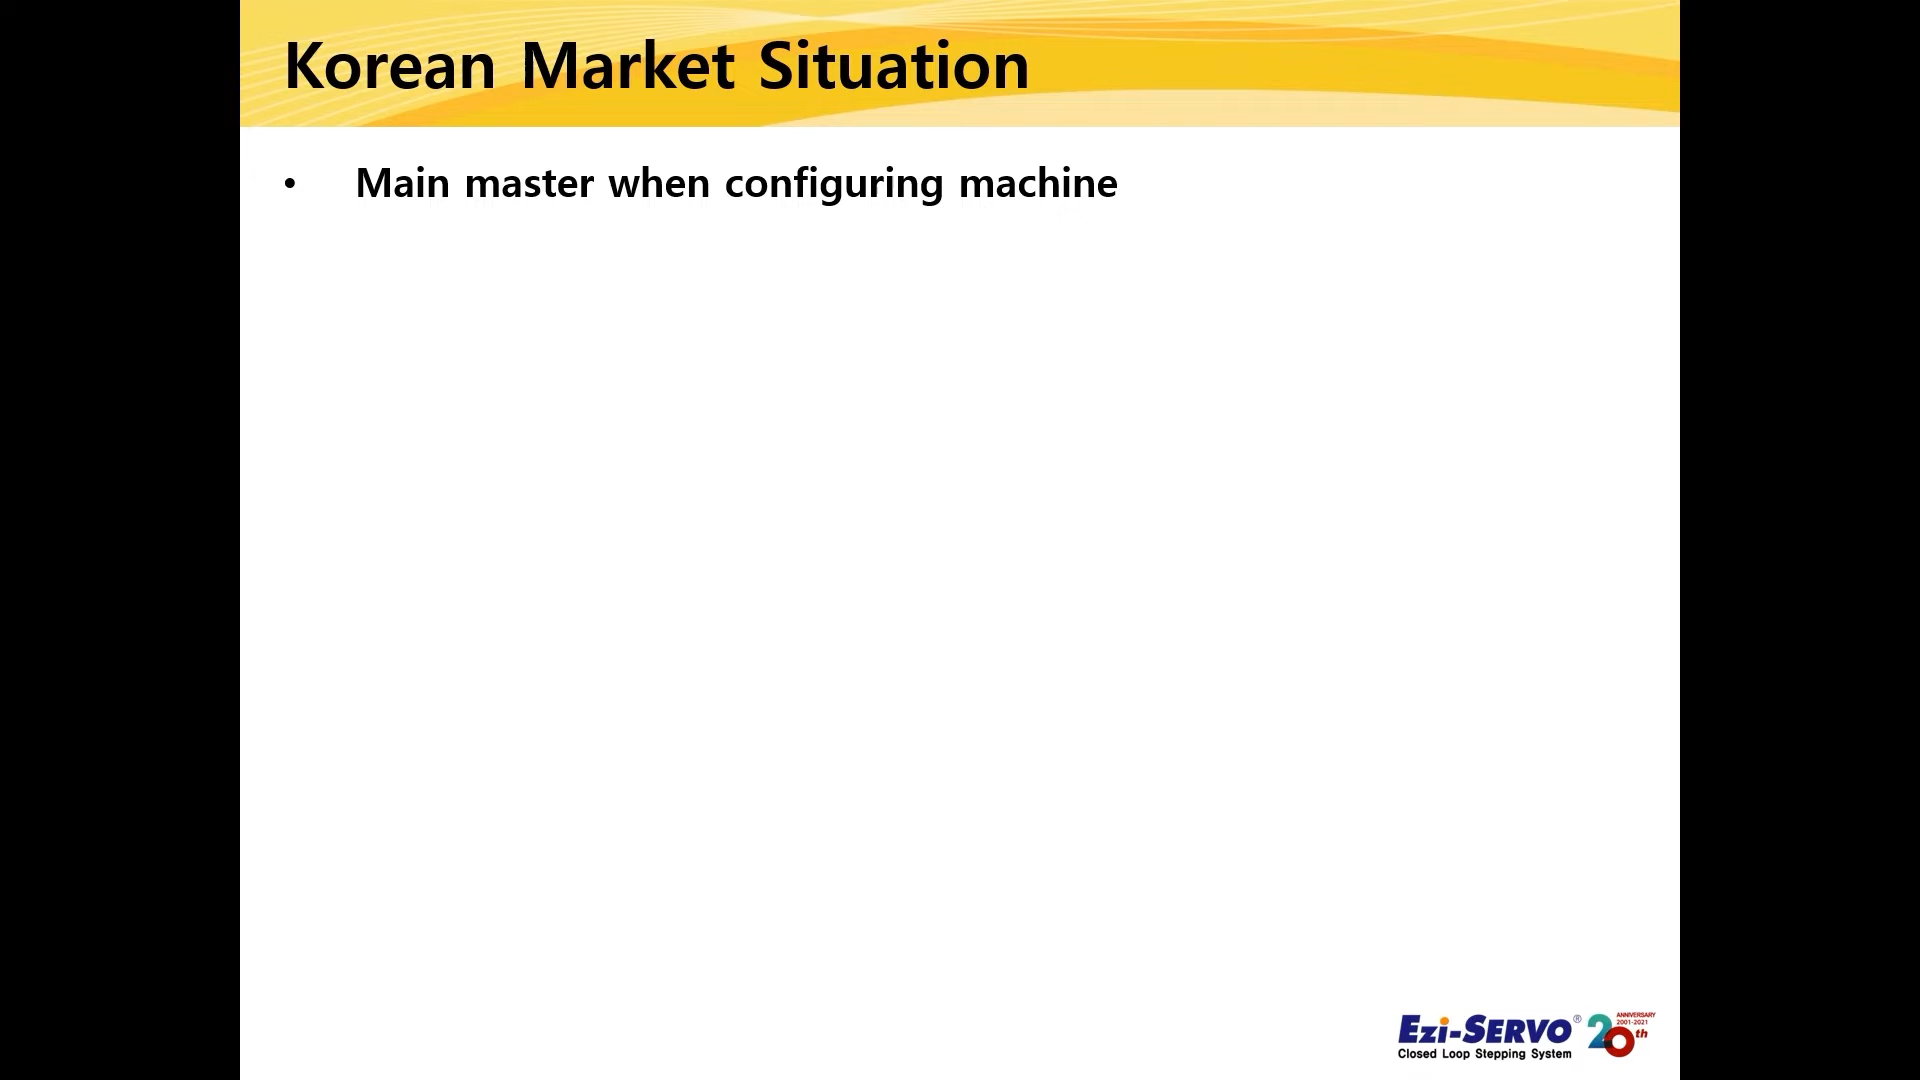 Korean Market Situation
• Main master when configuring machine
Ezi-SERVO®
Closed Loop Stepping System
20th
ANNIVERSARY
2001-2021